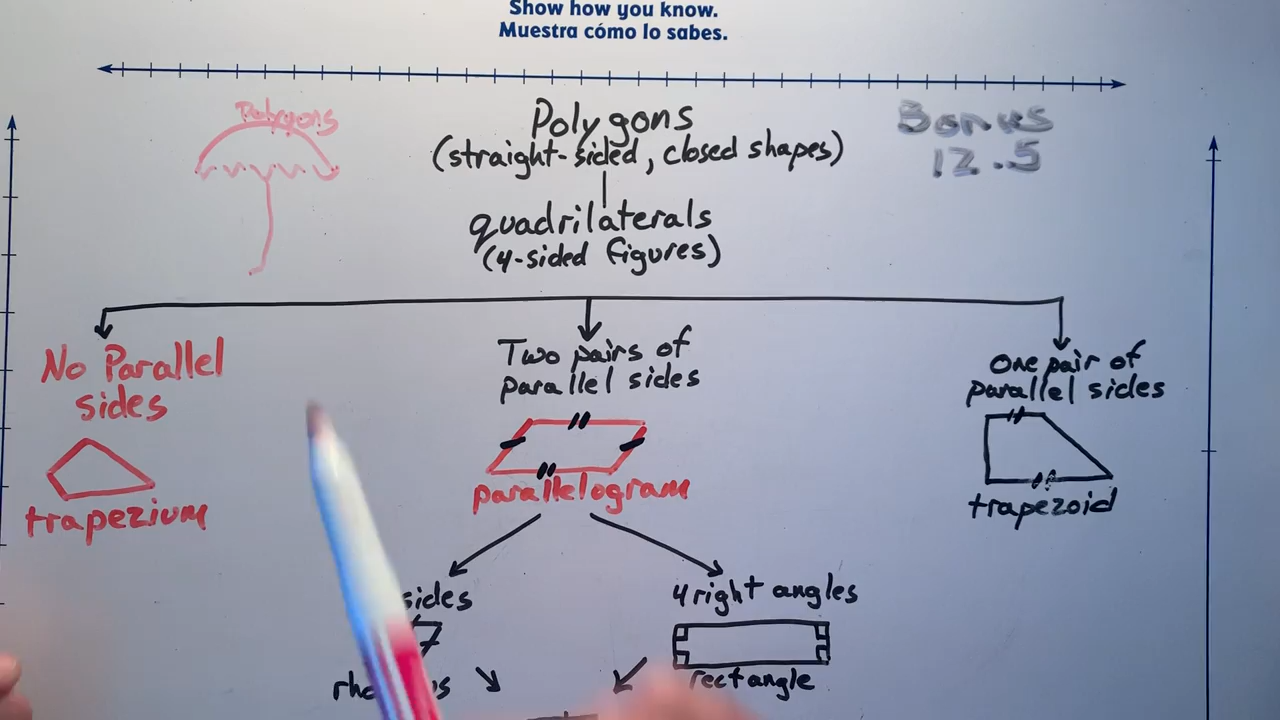 Show how you know.
Muestra cómo lo sabes.
Polygons
Polygons
(straight-sided, closed shapes)
Bonus
12.5
quadrilaterals
(4-sided figures)
No Parallel
sides
trapezium
Two pairs of
parallel sides
parallelogram
One pair of
parallel sides
trapezoid
sides
4 right angles
rectangle